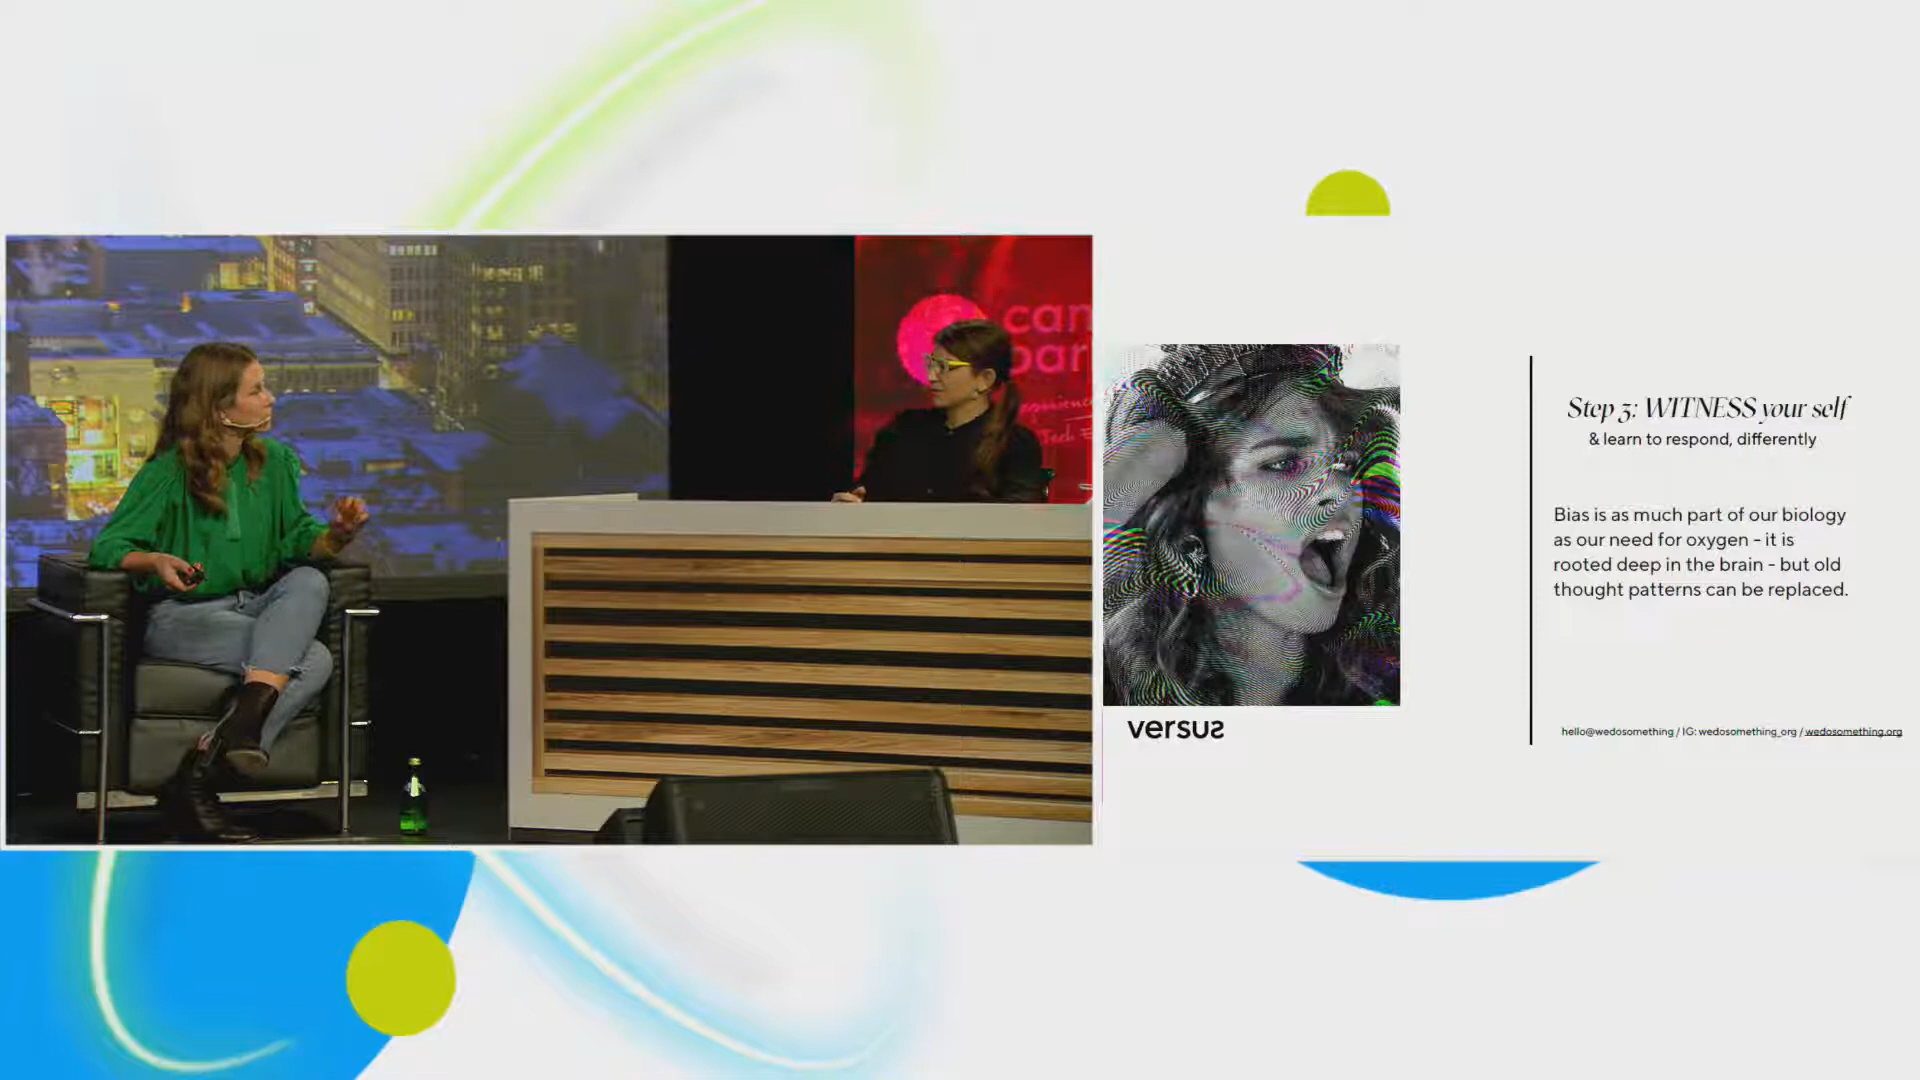 Step 3: WITNESS your self
& learn to respond, differently
Bias is as much part of our biology
as our need for oxygen - it is
rooted deep in the brain - but old
thought patterns can be replaced.
versus
hello@wedosomething / IG: wedosomething_org / wedosomething.org